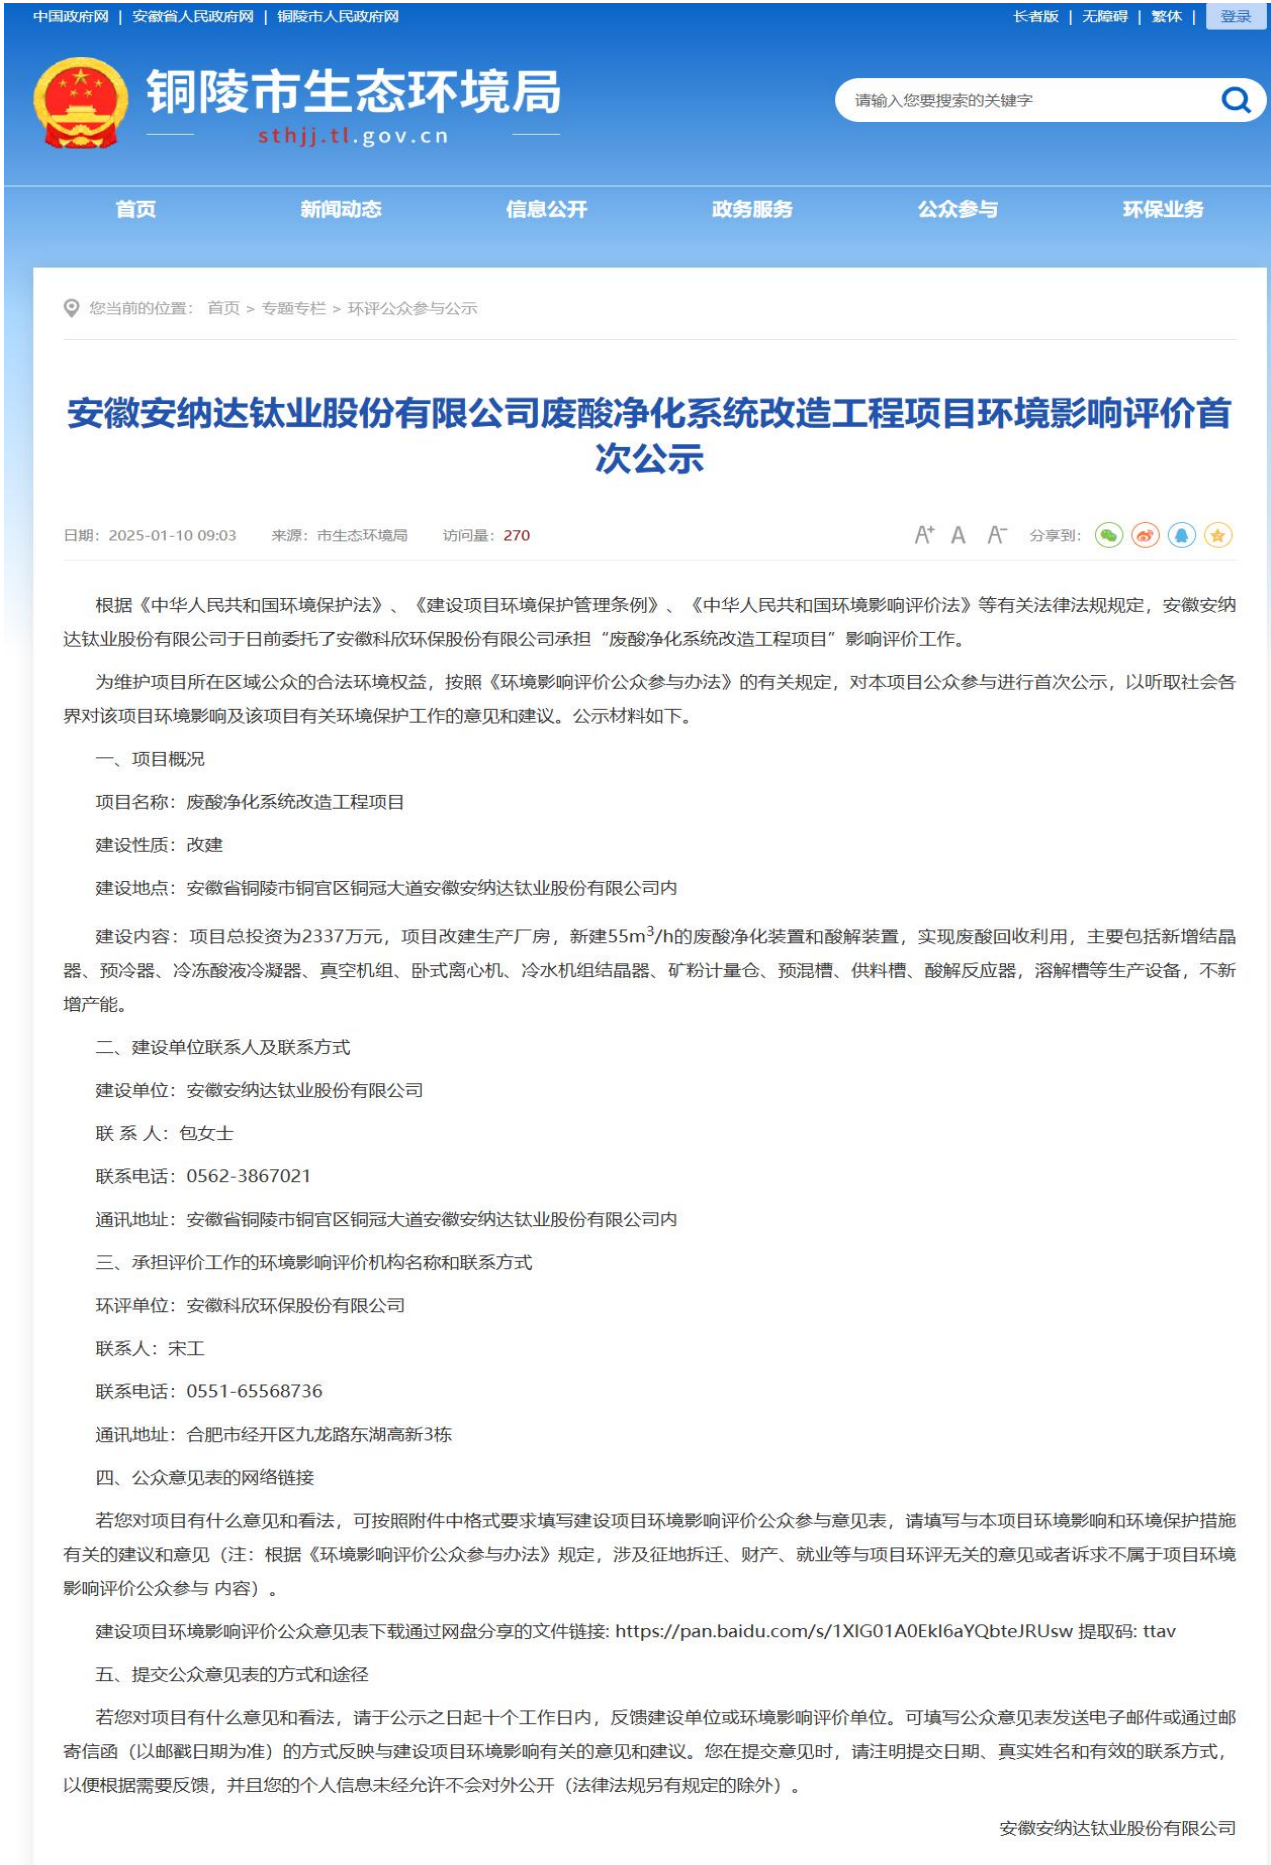 中国政府网 | 安徽省人民政府网 | 铜陵市人民政府网
长者版 | 无障碍 | 繁体 | 登录
铜陵市生态环境局
sthjj.tl.gov.cn
请输入您要搜索的关键字
首页 新闻动态 信息公开 政务服务 公众参与 环保业务
您当前的位置： 首页 > 专题专栏 > 环评公众参与公示
安徽安纳达钛业股份有限公司废酸净化系统改造工程项目环境影响评价首
次公示
日期：2025-01-10 09:03 来源：市生态环境局 访问量：270
A+ A A- 分享到：
根据《中华人民共和国环境保护法》、《建设项目环境保护管理条例》、《中华人民共和国环境影响评价法》等有关法律法规规定，安徽安纳
达钛业股份有限公司于日前委托了安徽科欣环保股份有限公司承担“废酸净化系统改造工程项目”影响评价工作。
为维护项目所在区域公众的合法环境权益，按照《环境影响评价公众参与办法》的有关规定，对本项目公众参与进行首次公示，以听取社会各
界对该项目环境影响及该项目有关环境保护工作的意见和建议。公示材料如下。
一、项目概况
项目名称：废酸净化系统改造工程项目
建设性质：改建
建设地点：安徽省铜陵市铜官区铜冠大道安徽安纳达钛业股份有限公司内
建设内容：项目总投资为2337万元，项目改建生产厂房，新建55m³/h的废酸净化装置和酸解装置，实现废酸回收利用，主要包括新增结晶
器、预冷器、冷冻酸液冷凝器、真空机组、卧式离心机、冷水机组结晶器、矿粉计量仓、预混槽、供料槽、酸解反应器，溶解槽等生产设备，不新
增产能。
二、建设单位联系人及联系方式
建设单位：安徽安纳达钛业股份有限公司
联 系 人：包女士
联系电话：0562-3867021
通讯地址：安徽省铜陵市铜官区铜冠大道安徽安纳达钛业股份有限公司内
三、承担评价工作的环境影响评价机构名称和联系方式
环评单位：安徽科欣环保股份有限公司
联系人：宋工
联系电话：0551-65568736
通讯地址：合肥市经开区九龙路东湖高新3栋
四、公众意见表的网络链接
若您对项目有什么意见和看法，可按照附件中格式要求填写建设项目环境影响评价公众参与意见表，请填写与本项目环境影响和环境保护措施
有关的建议和意见（注：根据《环境影响评价公众参与办法》规定，涉及征地拆迁、财产、就业等与项目环评无关的意见或者诉求不属于项目环境
影响评价公众参与 内容）。
建设项目环境影响评价公众意见表下载通过网盘分享的文件链接: https://pan.baidu.com/s/1XIG01A0EkI6aYQbteJRUsw 提取码: ttav
五、提交公众意见表的方式和途径
若您对项目有什么意见和看法，请于公示之日起十个工作日内，反馈建设单位或环境影响评价单位。可填写公众意见表发送电子邮件或通过邮
寄信函（以邮戳日期为准）的方式反映与建设项目环境影响有关的意见和建议。您在提交意见时，请注明提交日期、真实姓名和有效的联系方式，
以便根据需要反馈，并且您的个人信息未经允许不会对外公开（法律法规另有规定的除外）。
安徽安纳达钛业股份有限公司